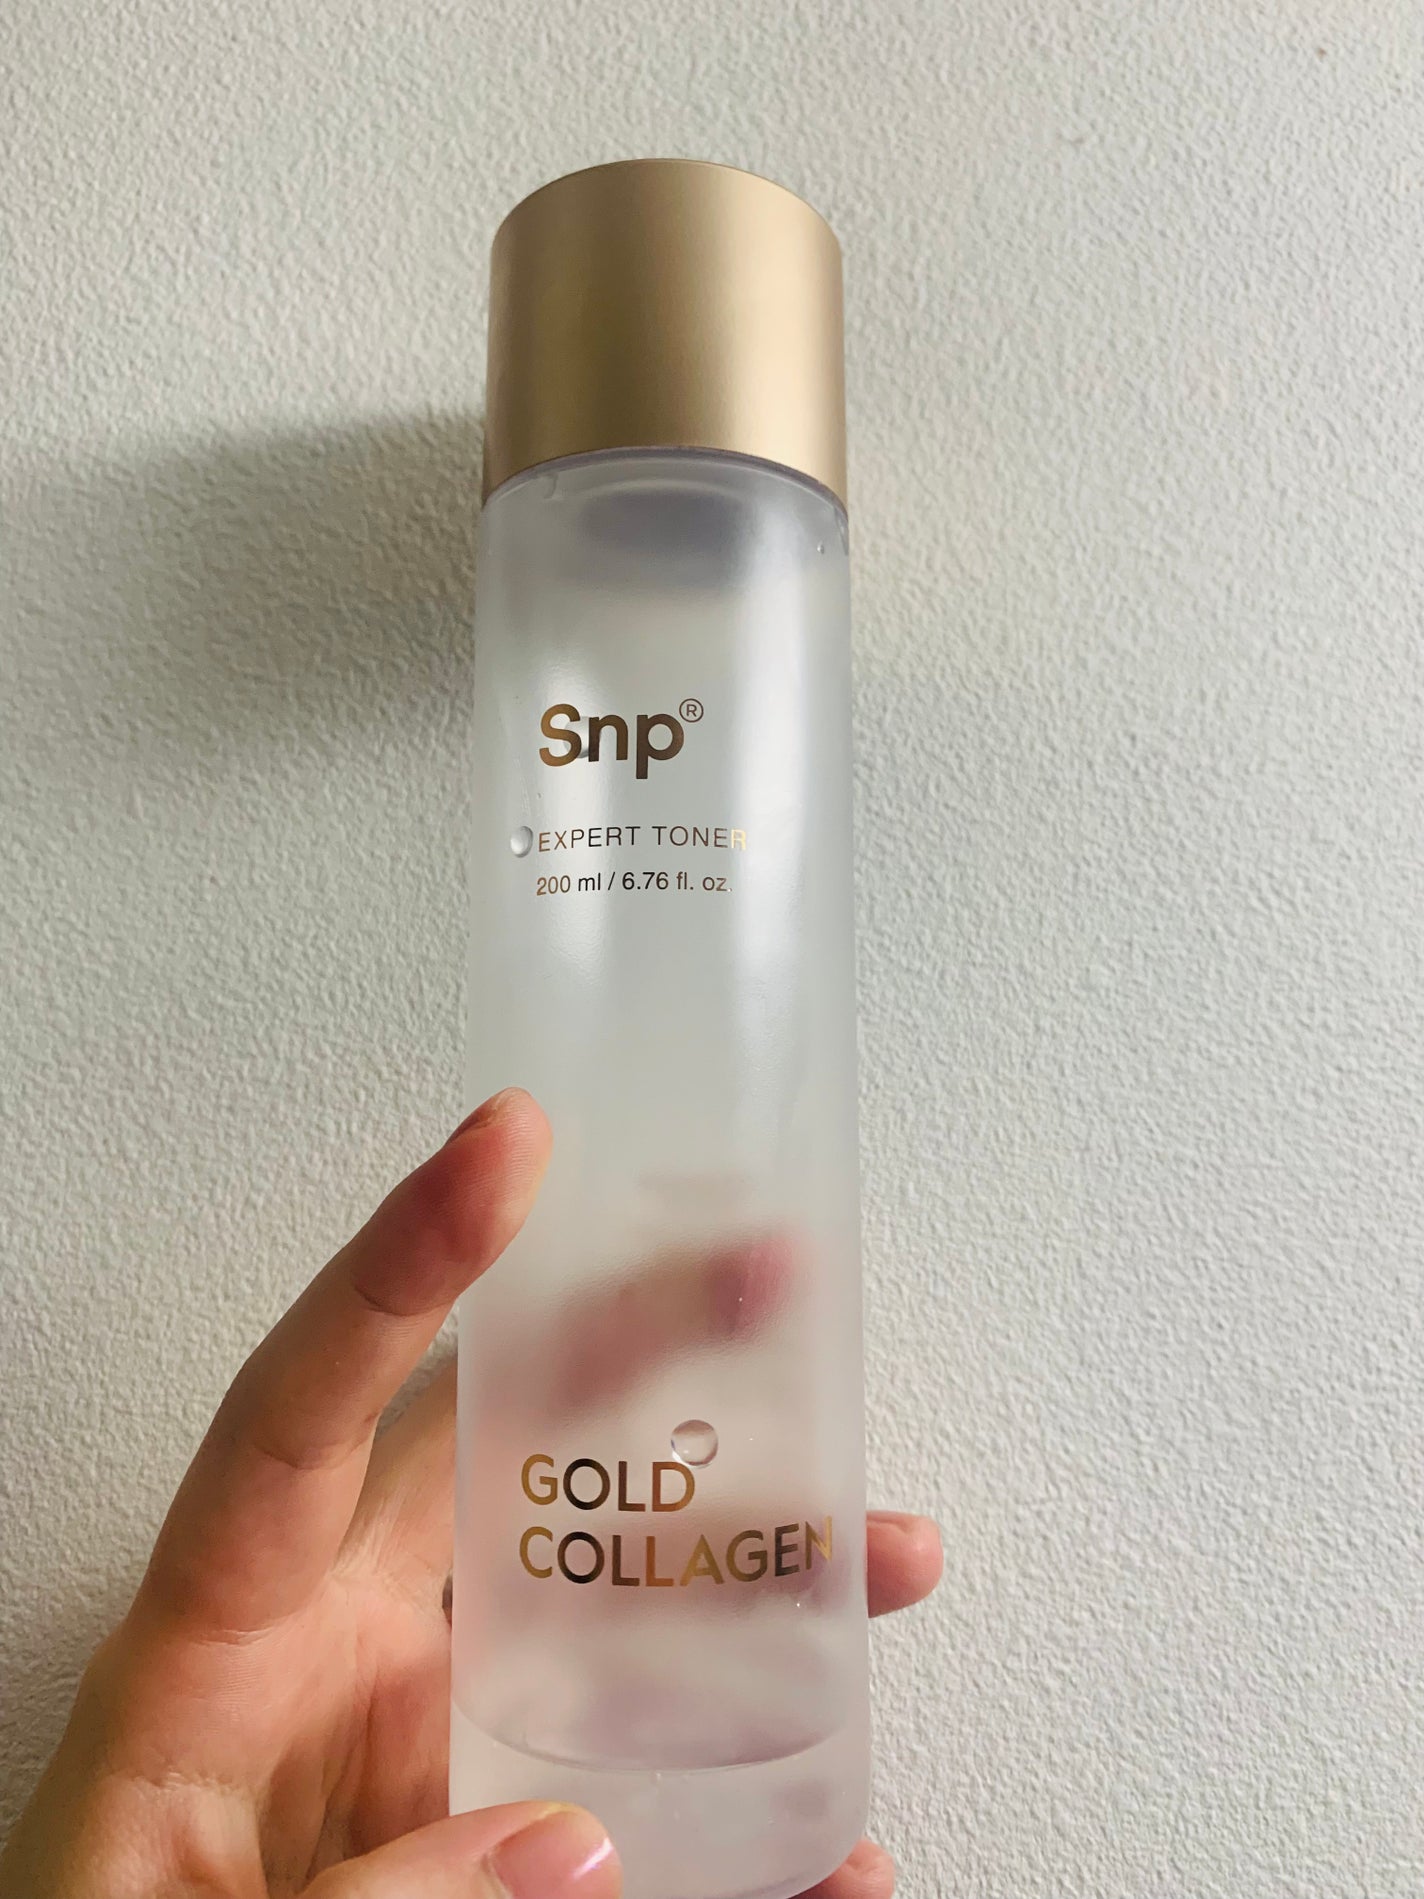 Snp®
EXPERT TONER
200 ml / 6.76 fl. oz.
GOLD
COLLAGEN